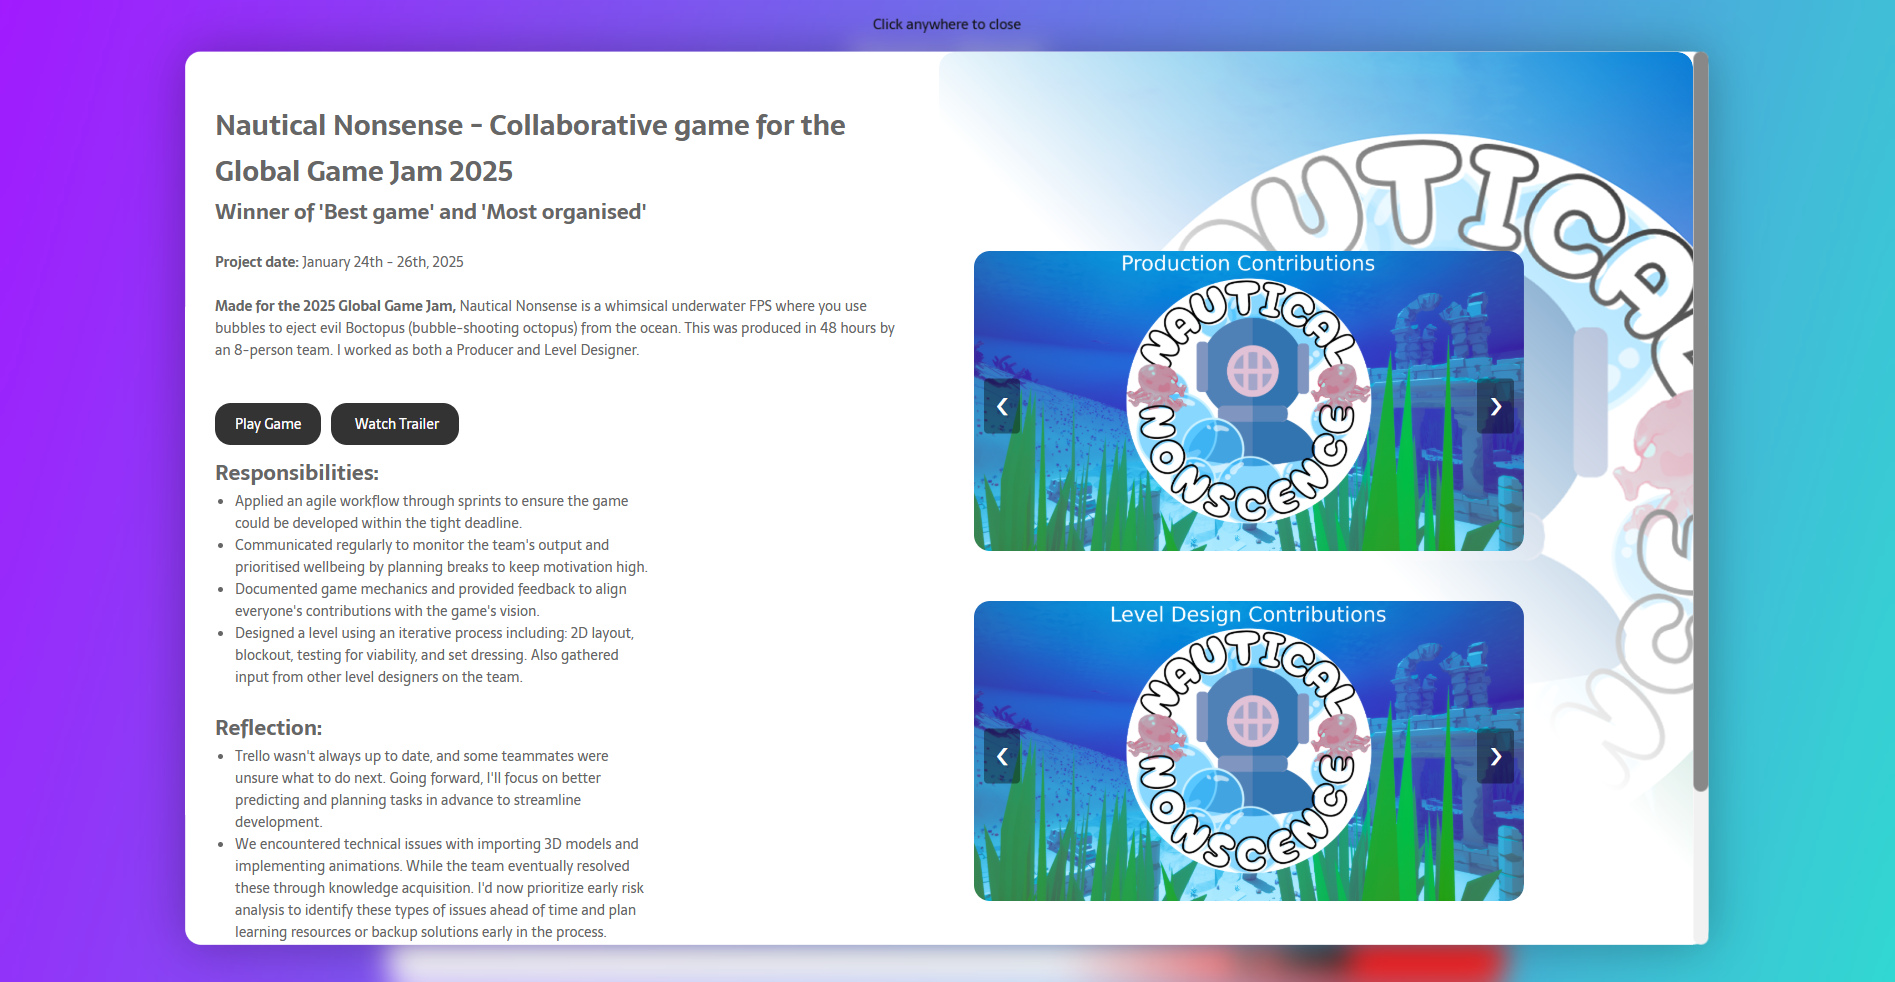 Click anywhere to close
Nautical Nonsense - Collaborative game for the
Global Game Jam 2025
Winner of 'Best game' and 'Most organised'
Project date: January 24th - 26th, 2025
Made for the 2025 Global Game Jam, Nautical Nonsense is a whimsical underwater FPS where you use
bubbles to eject evil Boctopus (bubble-shooting octopus) from the ocean. This was produced in 48 hours by
an 8-person team. I worked as both a Producer and Level Designer.
Play Game
Watch Trailer
Responsibilities:
• Applied an agile workflow through sprints to ensure the game
could be developed within the tight deadline.
• Communicated regularly to monitor the team's output and
prioritised wellbeing by planning breaks to keep motivation high.
• Documented game mechanics and provided feedback to align
everyone's contributions with the game's vision.
• Designed a level using an iterative process including: 2D layout,
blockout, testing for viability, and set dressing. Also gathered
input from other level designers on the team.
Reflection:
• Trello wasn't always up to date, and some teammates were
unsure what to do next. Going forward, I'll focus on better
predicting and planning tasks in advance to streamline
development.
• We encountered technical issues with importing 3D models and
implementing animations. While the team eventually resolved
these through knowledge acquisition. I'd now prioritize early risk
analysis to identify these types of issues ahead of time and plan
learning resources or backup solutions early in the process.
AUTICAL
NSC
Production Contributions
NAUTICAL
NONSCENCE
❮
❯
Level Design Contributions
NAUTICAL
NONSCENCE
❮
❯